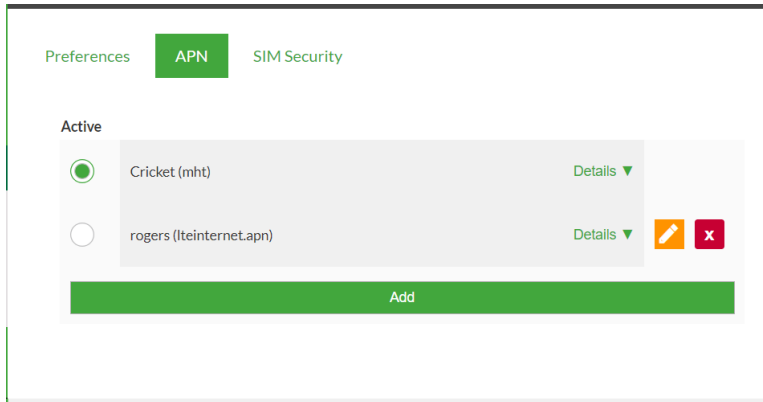 Preferences APN SIM Security
Active
Cricket (mht) Details ▼
rogers (lteinternet.apn) Details ▼ x
Add